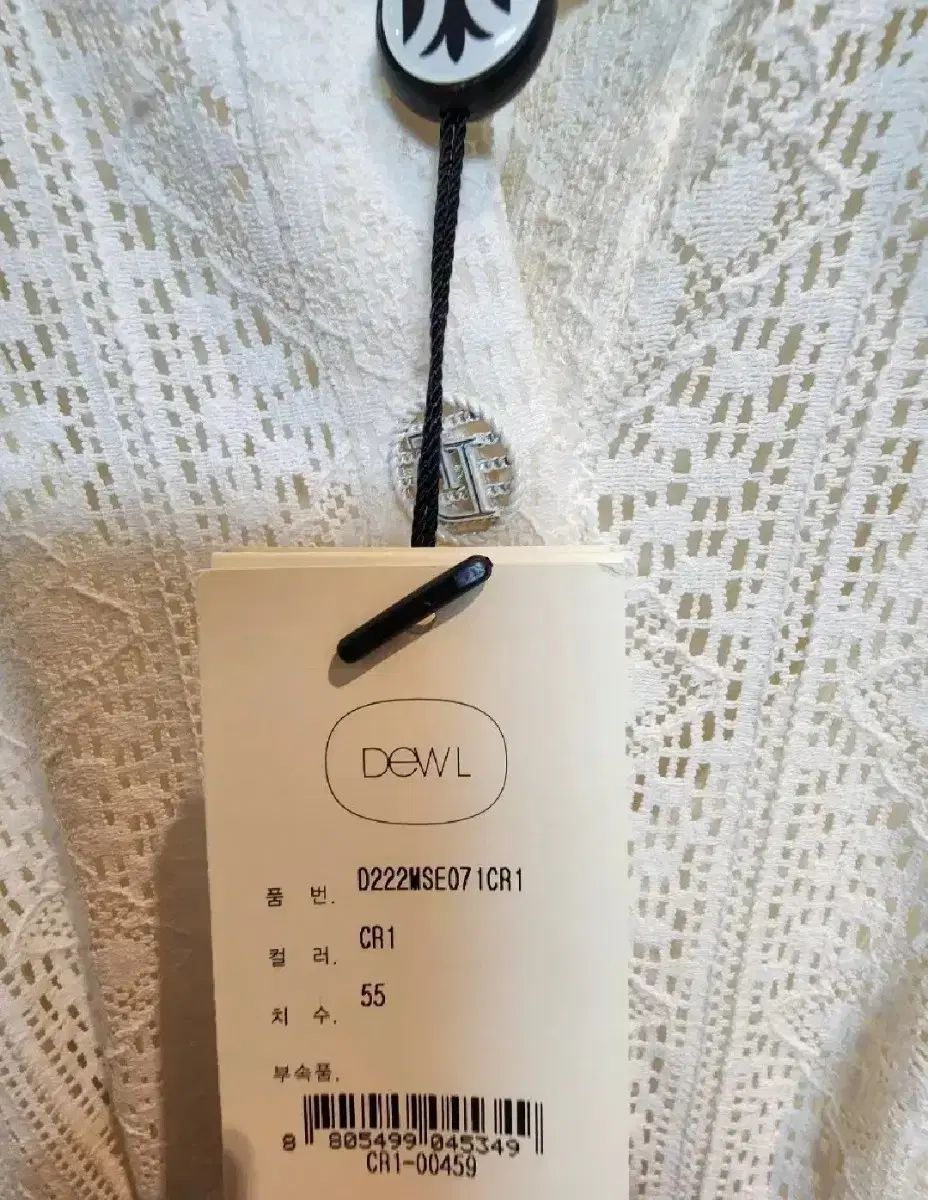 DEWL
품 번. D222MSE071CR1
컬 러. CR1
치 수. 55
부속품.
8 805499 045349
CR1-00459